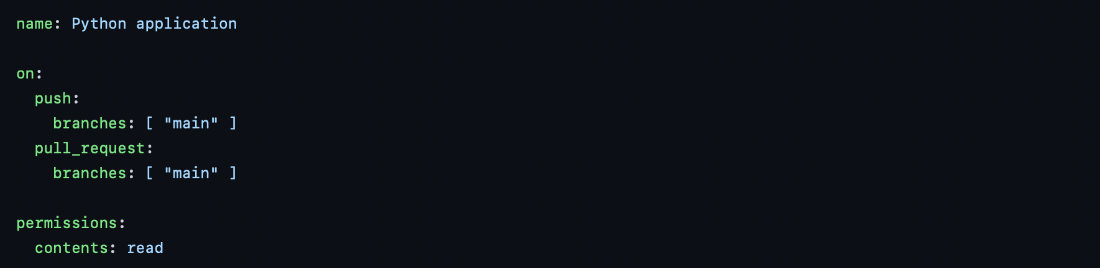 name: Python application
on:
  push:
    branches: [ "main" ]
  pull_request:
    branches: [ "main" ]
permissions:
  contents: read